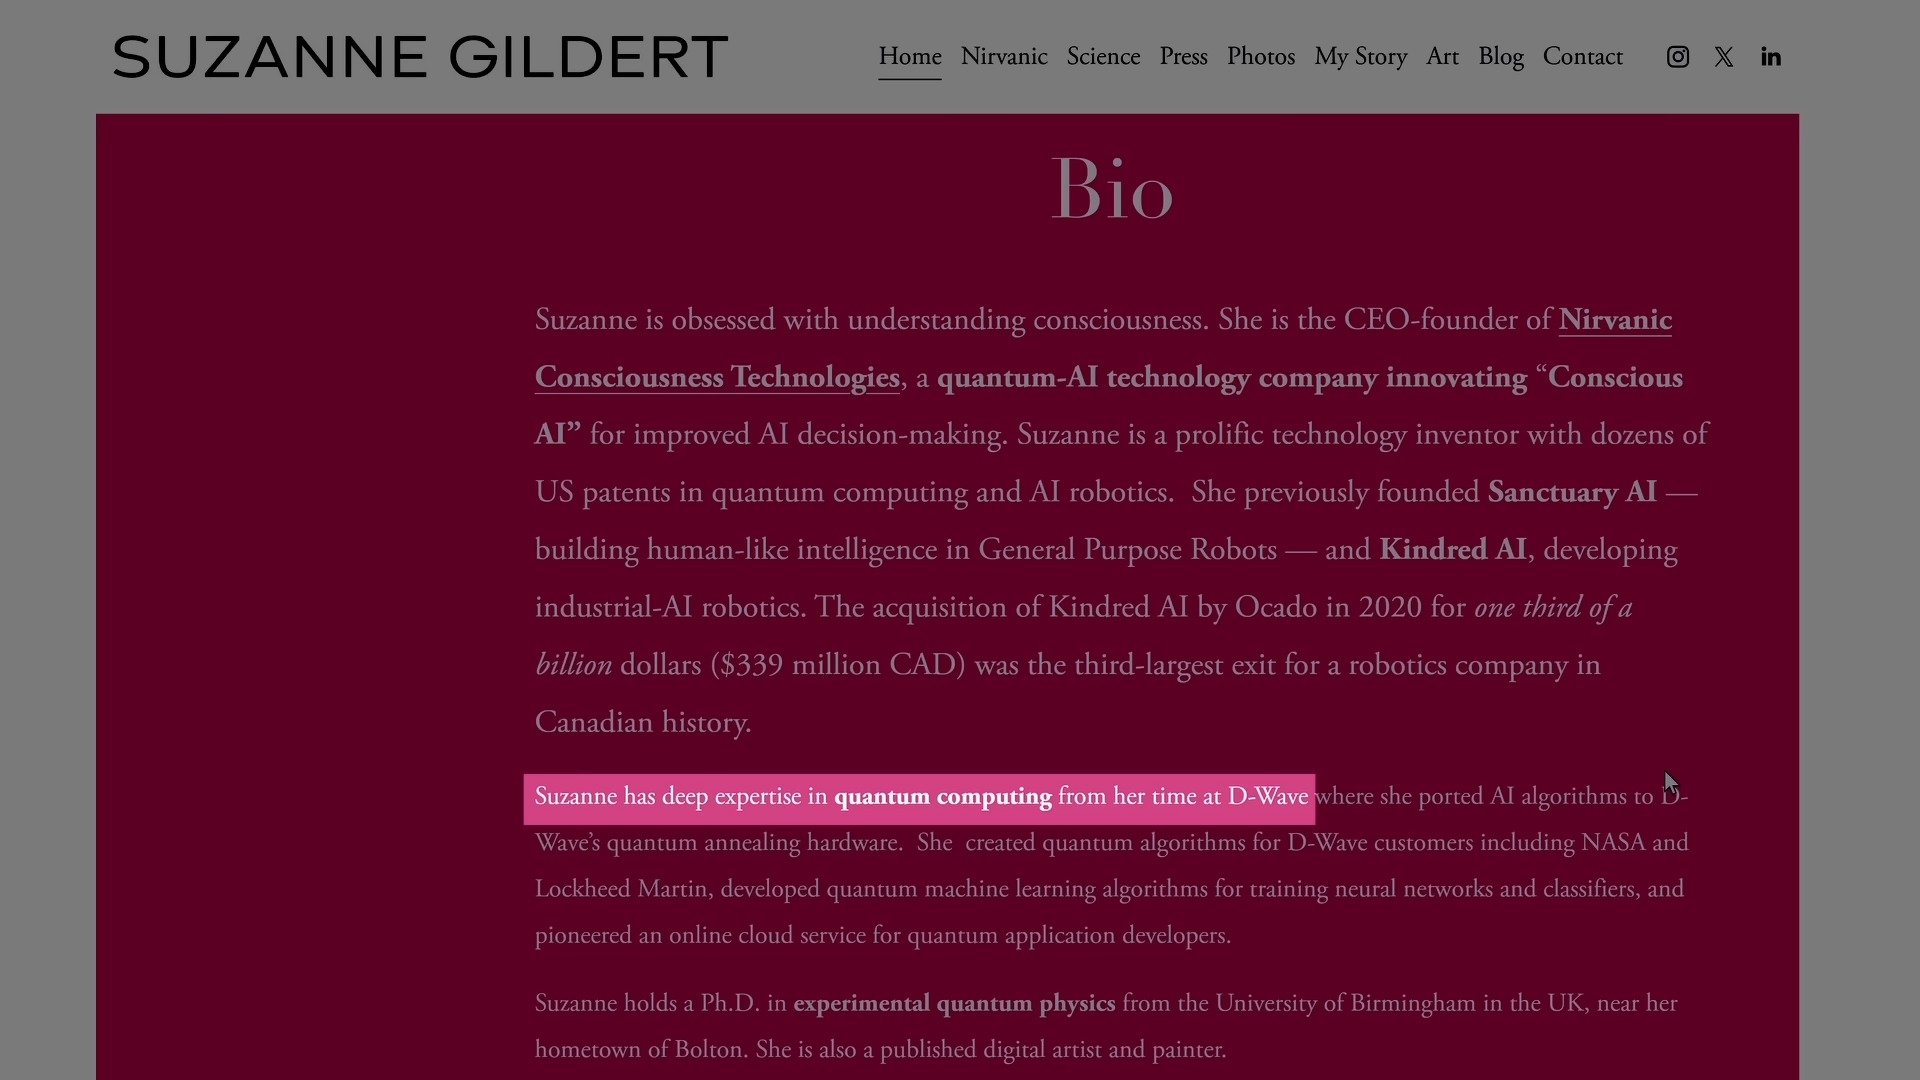 SUZANNE GILDERT
Home Nirvanic Science Press Photos My Story Art Blog Contact
Bio
Suzanne is obsessed with understanding consciousness. She is the CEO-founder of Nirvanic
Consciousness Technologies, a quantum-AI technology company innovating “Conscious
AI” for improved AI decision-making. Suzanne is a prolific technology inventor with dozens of
US patents in quantum computing and AI robotics.  She previously founded Sanctuary AI —
building human-like intelligence in General Purpose Robots — and Kindred AI, developing
industrial-AI robotics. The acquisition of Kindred AI by Ocado in 2020 for one third of a
billion dollars ($339 million CAD) was the third-largest exit for a robotics company in
Canadian history.
Suzanne has deep expertise in quantum computing from her time at D-Wave where she ported AI algorithms to D-
Wave’s quantum annealing hardware.  She  created quantum algorithms for D-Wave customers including NASA and
Lockheed Martin, developed quantum machine learning algorithms for training neural networks and classifiers, and
pioneered an online cloud service for quantum application developers.
Suzanne holds a Ph.D. in experimental quantum physics from the University of Birmingham in the UK, near her
hometown of Bolton. She is also a published digital artist and painter.